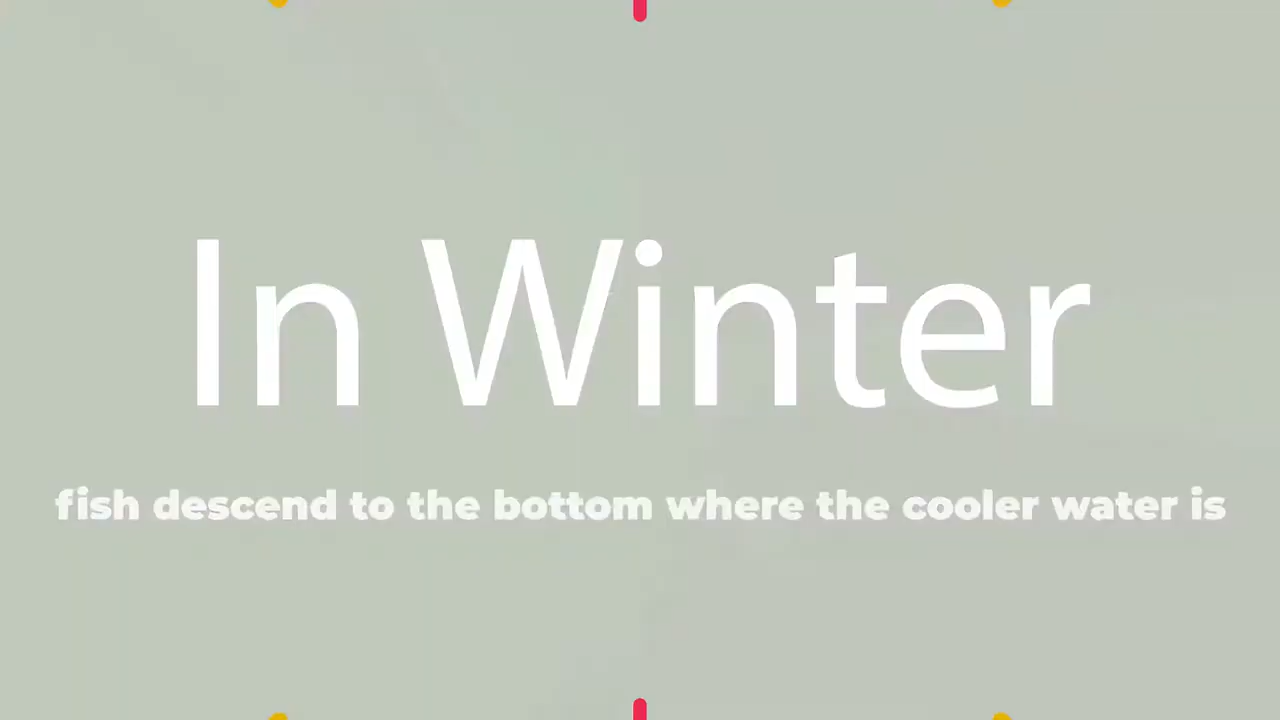 In Winter
fish descend to the bottom where the cooler water is